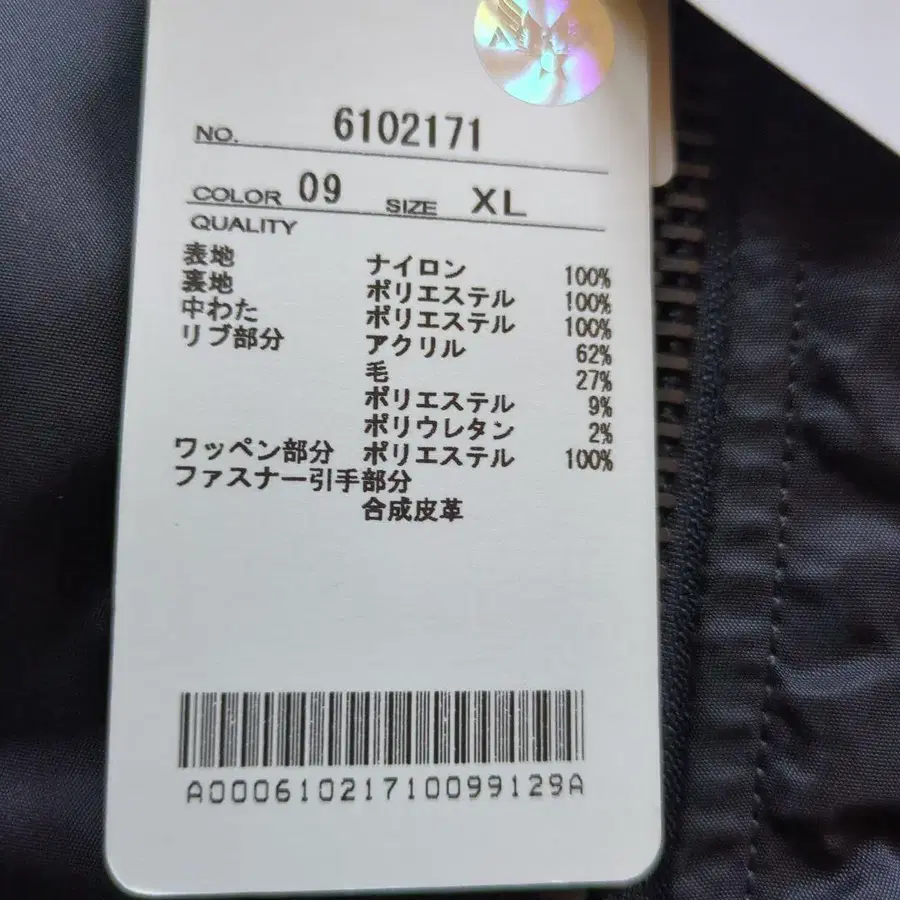 NO. 6102171
COLOR 09 SIZE XL
QUALITY
表地 ナイロン 100%
裏地 ポリエステル 100%
中わた ポリエステル 100%
リブ部分 アクリル 62%
毛 27%
ポリエステル 9%
ポリウレタン 2%
ワッペン部分 ポリエステル 100%
ファスナー引手部分
合成皮革
A00061021710099129A